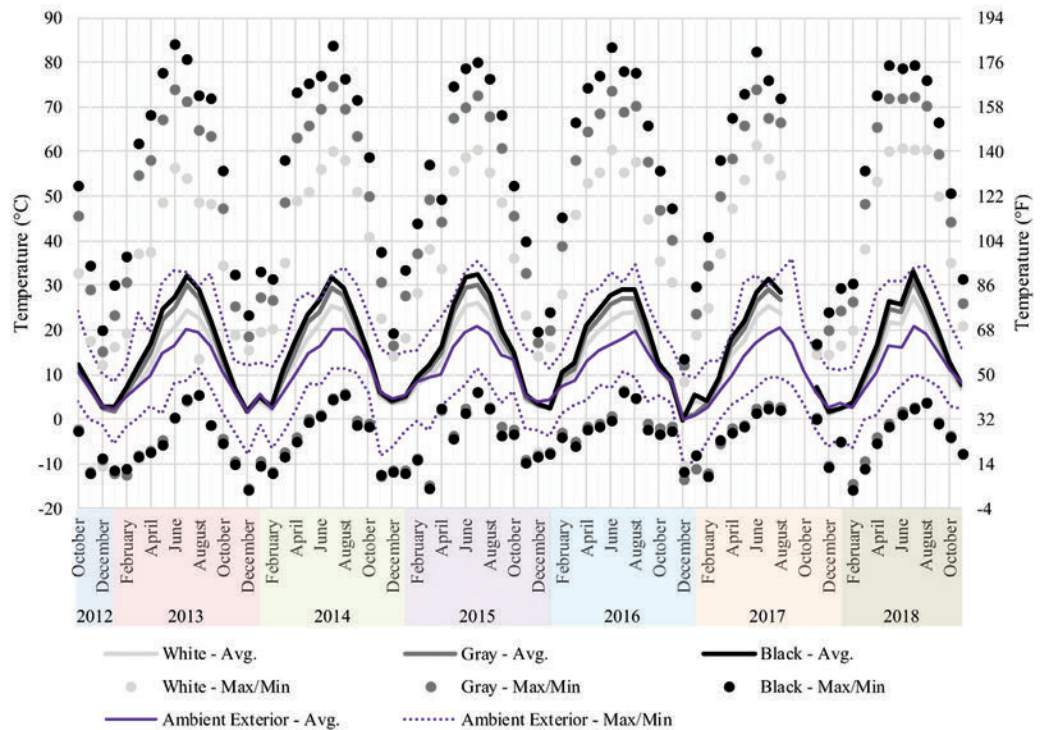 90
80
70
60
50
40
30
20
10
0
-10
-20
Temperature (°C)
194
176
158
140
122
104
86
68
50
32
14
-4
Temperature (°F)
October
December
February
April
June
August
October
December
February
April
June
August
October
December
February
April
June
August
October
December
February
April
June
August
October
December
February
April
June
August
October
December
February
April
June
August
October
2012 2013 2014 2015 2016 2017 2018
White - Avg. Gray - Avg. Black - Avg.
White - Max/Min Gray - Max/Min Black - Max/Min
Ambient Exterior - Avg. Ambient Exterior - Max/Min